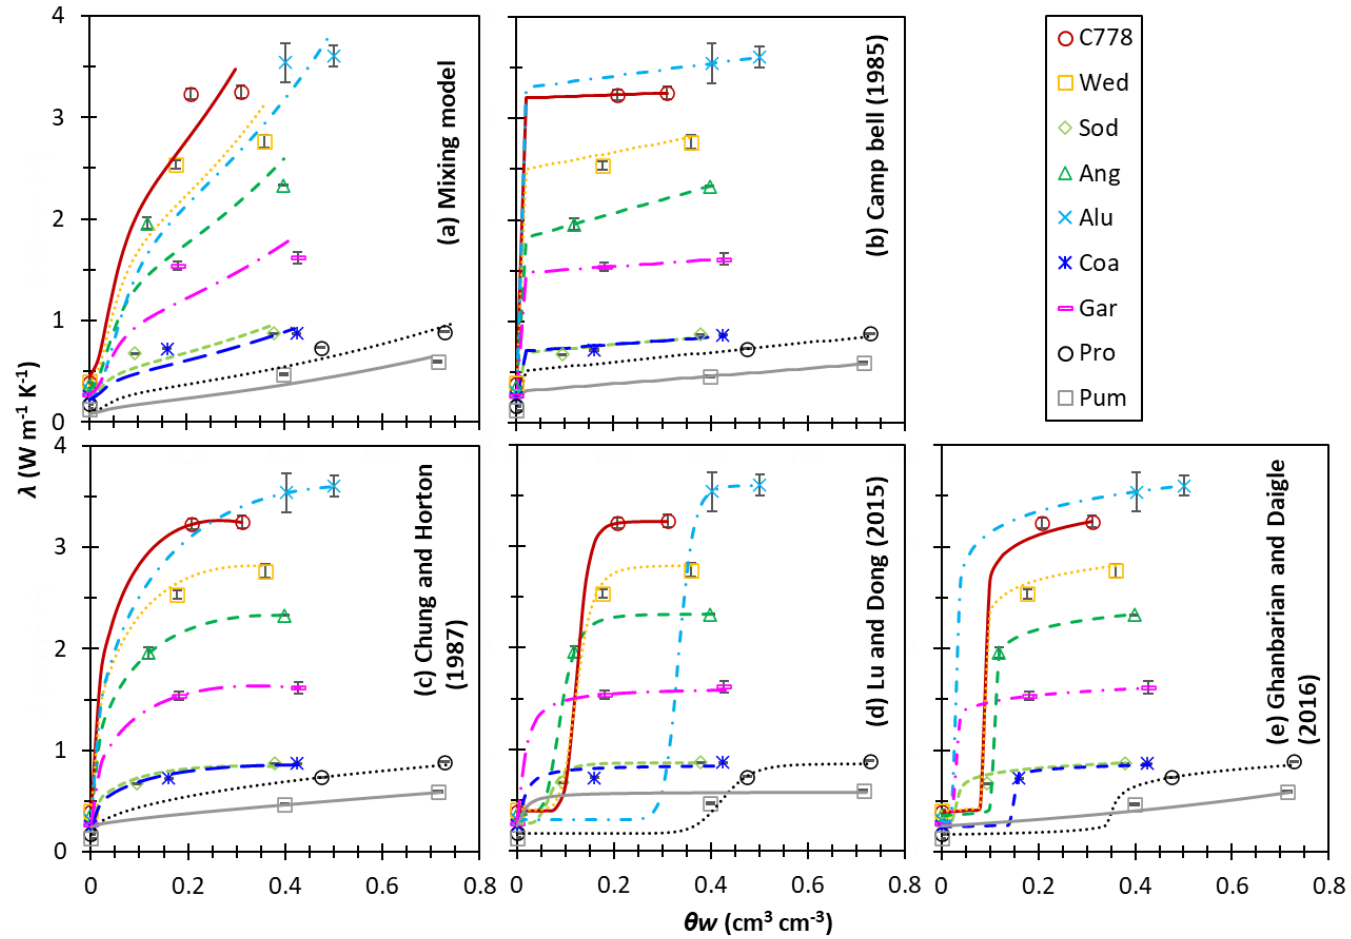 4
3
2
1
0
λ (W m⁻¹ K⁻¹)
(a) Mixing model
(b) Camp bell (1985)
C778
Wed
Sod
Ang
Alu
Coa
Gar
Pro
Pum
4
3
2
1
0
0 0.2 0.4 0.6 0.8
(c) Chung and Horton
(1987)
0 0.2 0.4 0.6 0.8
(d) Lu and Dong (2015)
0 0.2 0.4 0.6 0.8
(e) Ghanbarian and Daigle
(2016)
θw (cm³ cm⁻³)